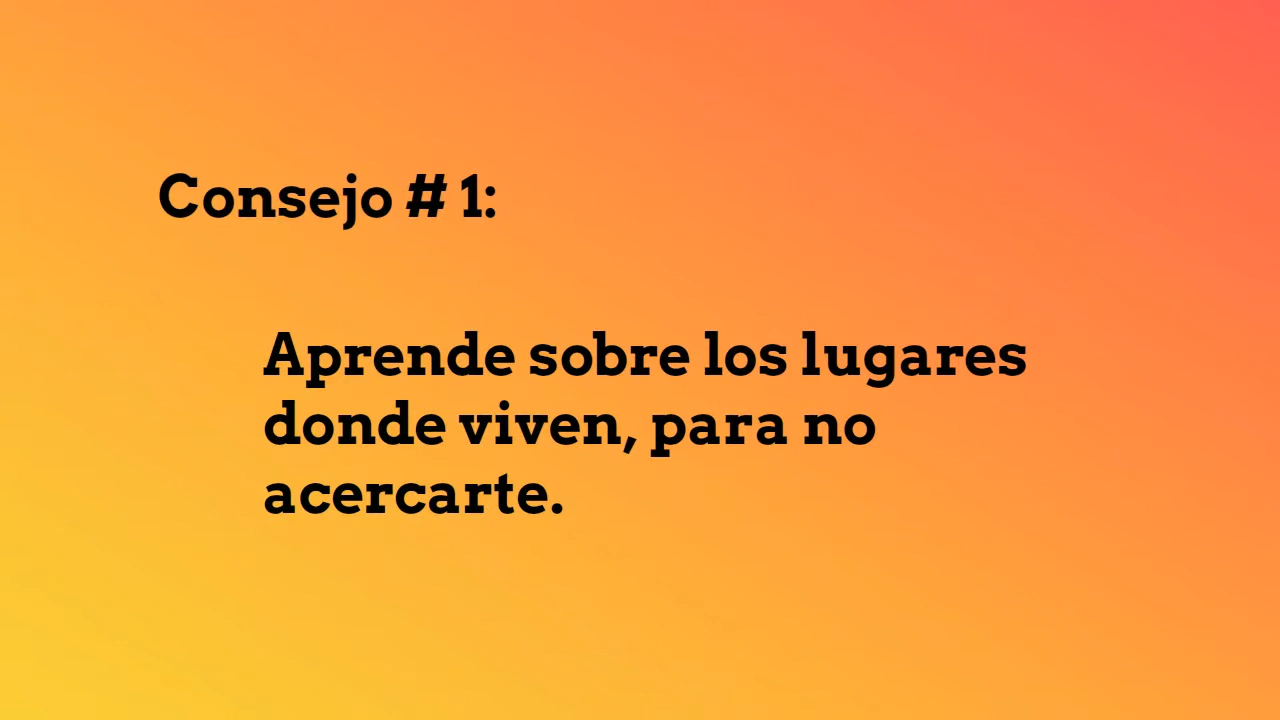 Consejo # 1:
Aprende sobre los lugares
donde viven, para no
acercarte.